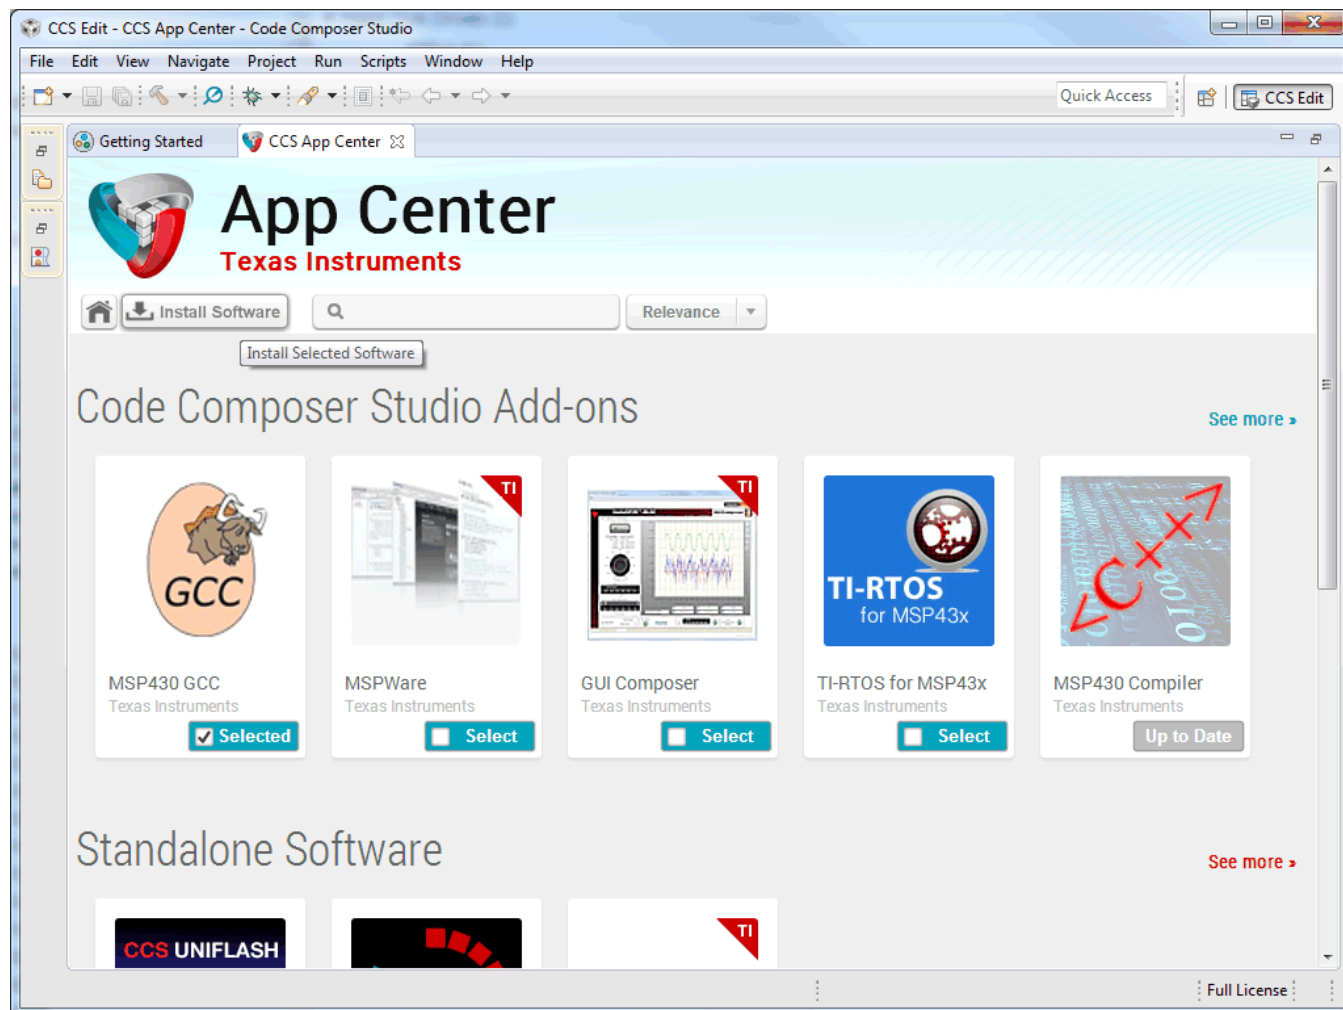 CCS Edit - CCS App Center - Code Composer Studio
File Edit View Navigate Project Run Scripts Window Help
Quick Access
CCS Edit
Getting Started
CCS App Center
App Center
Texas Instruments
Install Software
Relevance
Install Selected Software
Code Composer Studio Add-ons
See more »
TI
TI
GCC
TI-RTOS
for MSP43x
C++
MSP430 GCC
MSPWare
GUI Composer
TI-RTOS for MSP43x
MSP430 Compiler
Texas Instruments
Texas Instruments
Texas Instruments
Texas Instruments
Texas Instruments
Selected
Select
Select
Select
Up to Date
Standalone Software
See more »
CCS UNIFLASH
TI
Full License